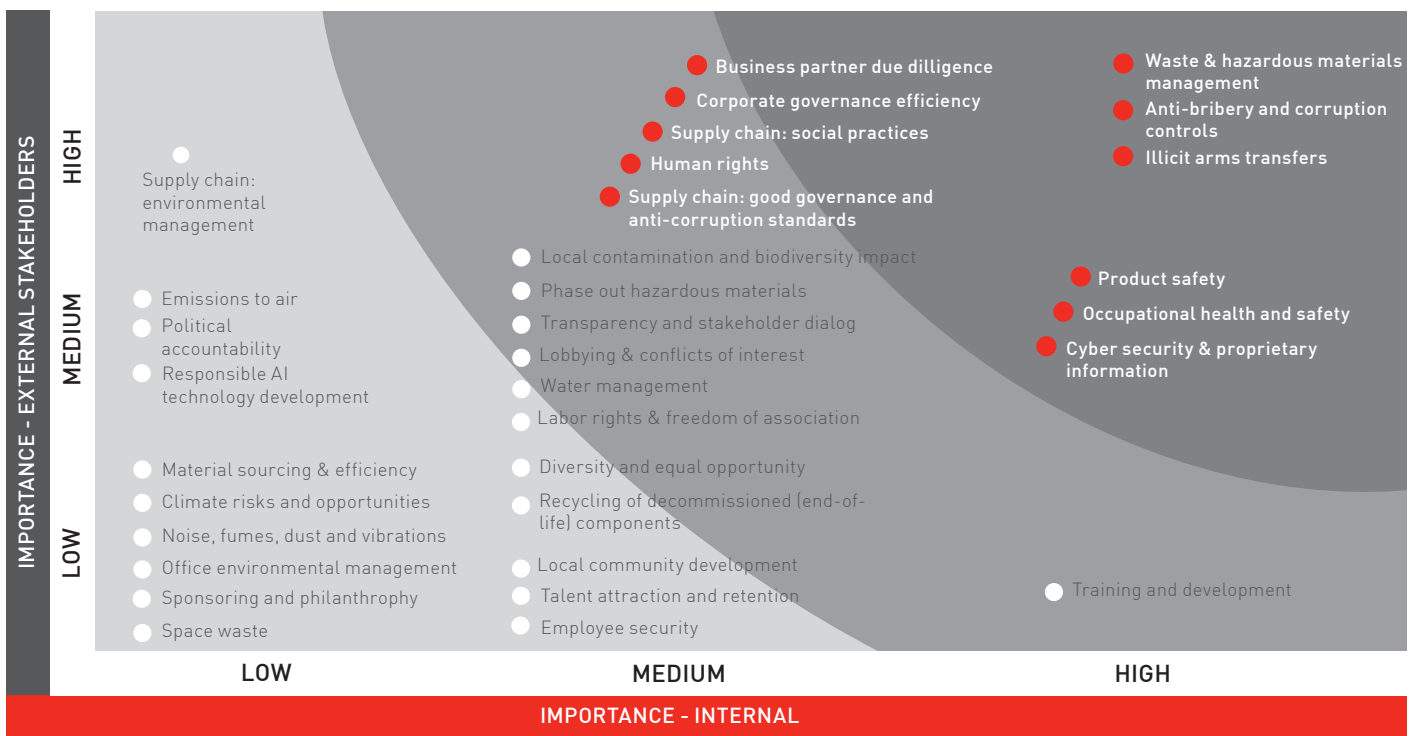 IMPORTANCE - EXTERNAL STAKEHOLDERS
HIGH
MEDIUM
LOW
Supply chain:
environmental
management
Emissions to air
Political
accountability
Responsible AI
technology development
Material sourcing & efficiency
Climate risks and opportunities
Noise, fumes, dust and vibrations
Office environmental management
Sponsoring and philanthrophy
Space waste
Business partner due dilligence
Corporate governance efficiency
Supply chain: social practices
Human rights
Supply chain: good governance and
anti-corruption standards
Local contamination and biodiversity impact
Phase out hazardous materials
Transparency and stakeholder dialog
Lobbying & conflicts of interest
Water management
Labor rights & freedom of association
Diversity and equal opportunity
Recycling of decommissioned (end-of-
life) components
Local community development
Talent attraction and retention
Employee security
Waste & hazardous materials
management
Anti-bribery and corruption
controls
Illicit arms transfers
Product safety
Occupational health and safety
Cyber security & proprietary
information
Training and development
LOW
MEDIUM
HIGH
IMPORTANCE - INTERNAL